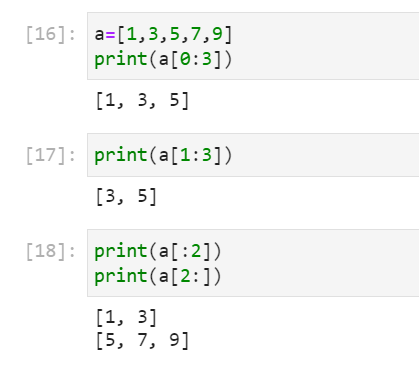 [16]: a=[1,3,5,7,9]
print(a[0:3])
[1, 3, 5]
[17]: print(a[1:3])
[3, 5]
[18]: print(a[:2])
print(a[2:])
[1, 3]
[5, 7, 9]